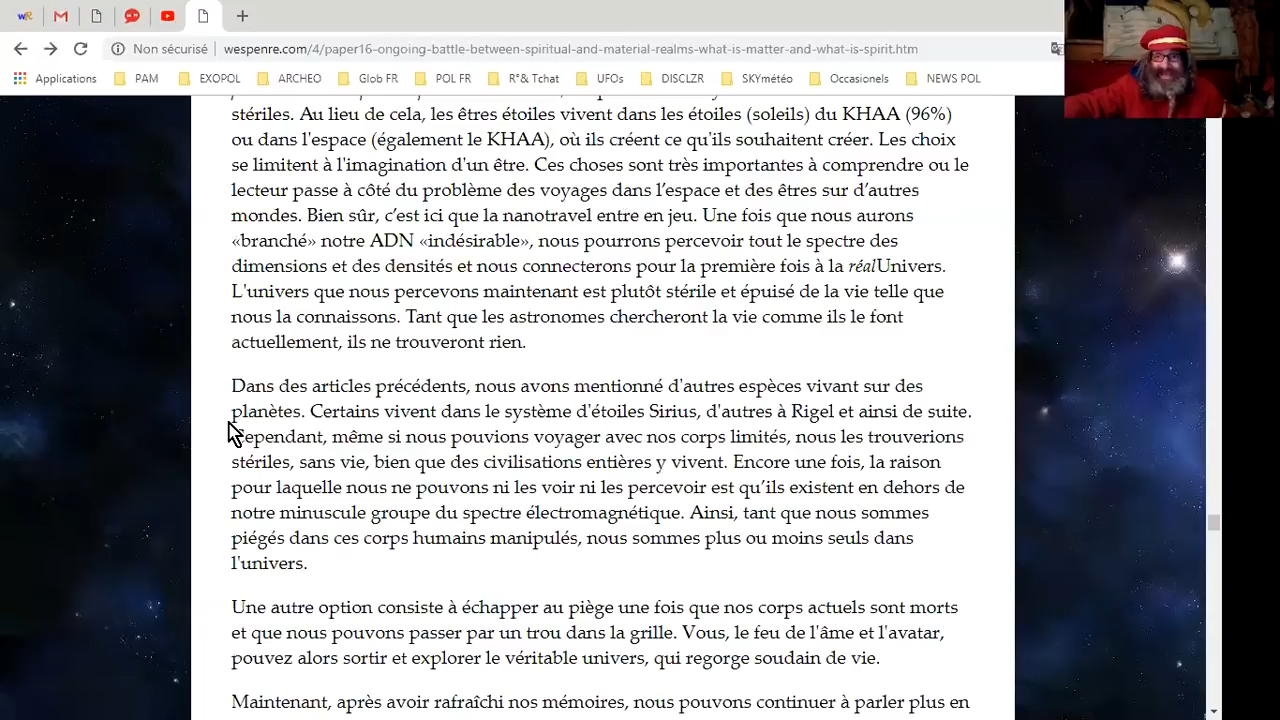 Non sécurisé | wespenre.com/4/paper16-ongoing-battle-between-spiritual-and-material-realms-what-is-matter-and-what-is-spirit.htm
Applications PAM EXOPOL ARCHEO Glob FR POL FR R°& Tchat UFOs DISCLZR SKYmétéo Occasionels NEWS POL
stériles. Au lieu de cela, les êtres étoiles vivent dans les étoiles (soleils) du KHAA (96%)
ou dans l'espace (également le KHAA), où ils créent ce qu'ils souhaitent créer. Les choix
se limitent à l'imagination d'un être. Ces choses sont très importantes à comprendre ou le
lecteur passe à côté du problème des voyages dans l’espace et des êtres sur d’autres
mondes. Bien sûr, c’est ici que la nanotravel entre en jeu. Une fois que nous aurons
«branché» notre ADN «indésirable», nous pourrons percevoir tout le spectre des
dimensions et des densités et nous connecterons pour la première fois à la réalUnivers.
L'univers que nous percevons maintenant est plutôt stérile et épuisé de la vie telle que
nous la connaissons. Tant que les astronomes chercheront la vie comme ils le font
actuellement, ils ne trouveront rien.
Dans des articles précédents, nous avons mentionné d'autres espèces vivant sur des
planètes. Certains vivent dans le système d'étoiles Sirius, d'autres à Rigel et ainsi de suite.
Cependant, même si nous pouvions voyager avec nos corps limités, nous les trouverions
stériles, sans vie, bien que des civilisations entières y vivent. Encore une fois, la raison
pour laquelle nous ne pouvons ni les voir ni les percevoir est qu’ils existent en dehors de
notre minuscule groupe du spectre électromagnétique. Ainsi, tant que nous sommes
piégés dans ces corps humains manipulés, nous sommes plus ou moins seuls dans
l'univers.
Une autre option consiste à échapper au piège une fois que nos corps actuels sont morts
et que nous pouvons passer par un trou dans la grille. Vous, le feu de l'âme et l'avatar,
pouvez alors sortir et explorer le véritable univers, qui regorge soudain de vie.
Maintenant, après avoir rafraîchi nos mémoires, nous pouvons continuer à parler plus en